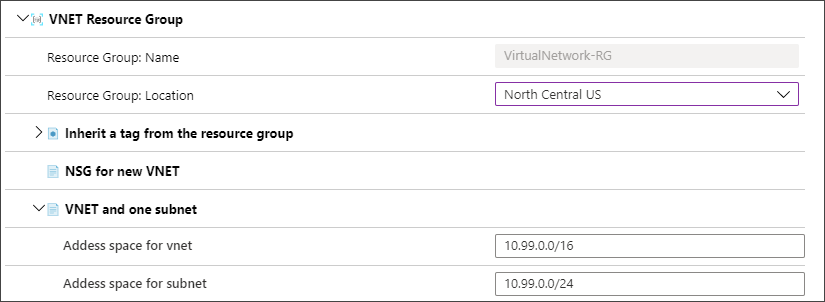 VNET Resource Group
Resource Group: Name VirtualNetwork-RG
Resource Group: Location North Central US
Inherit a tag from the resource group
NSG for new VNET
VNET and one subnet
Addess space for vnet 10.99.0.0/16
Addess space for subnet 10.99.0.0/24